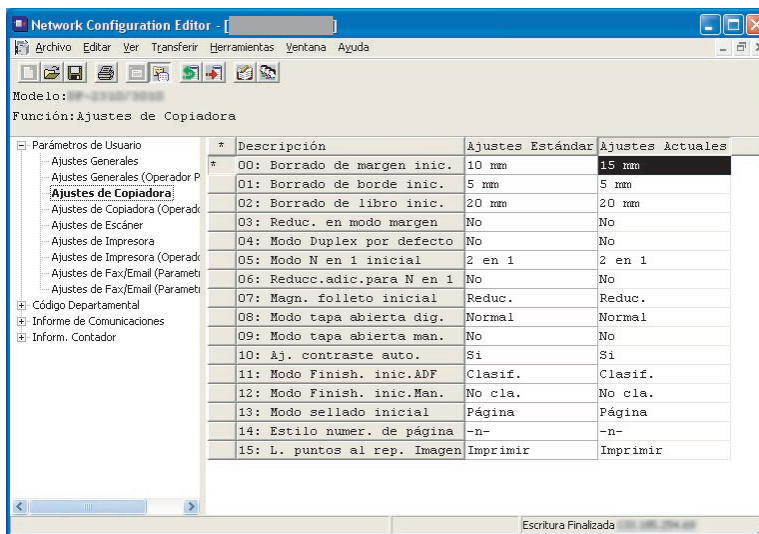 Network Configuration Editor - [ ]
Archivo Editar Ver Transferir Herramientas Ventana Ayuda
Modelo:
Función:Ajustes de Copiadora
Parámetros de Usuario
Ajustes Generales
Ajustes Generales (Operador P
Ajustes de Copiadora
Ajustes de Copiadora (Operado
Ajustes de Escáner
Ajustes de Impresora
Ajustes de Impresora (Operado
Ajustes de Fax/Email (Parametr
Ajustes de Fax/Email (Parametr
Código Departamental
Informe de Comunicaciones
Inform. Contador
* Descripción Ajustes Estándar Ajustes Actuales
* 00: Borrado de margen inic. 10 mm 15 mm
01: Borrado de borde inic. 5 mm 5 mm
02: Borrado de libro inic. 20 mm 20 mm
03: Reduc. en modo margen No No
04: Modo Duplex por defecto No No
05: Modo N en 1 inicial 2 en 1 2 en 1
06: Reducc.adic.para N en 1 No No
07: Magn. folleto inicial Reduc. Reduc.
08: Modo tapa abierta dig. Normal Normal
09: Modo tapa abierta man. No No
10: Aj. contraste auto. Si Si
11: Modo Finish. inic.ADF Clasif. Clasif.
12: Modo Finish. inic.Man. No cla. No cla.
13: Modo sellado inicial Página Página
14: Estilo numer. de página -n- -n-
15: L. puntos al rep. Imagen Imprimir Imprimir
Escritura Finalizada